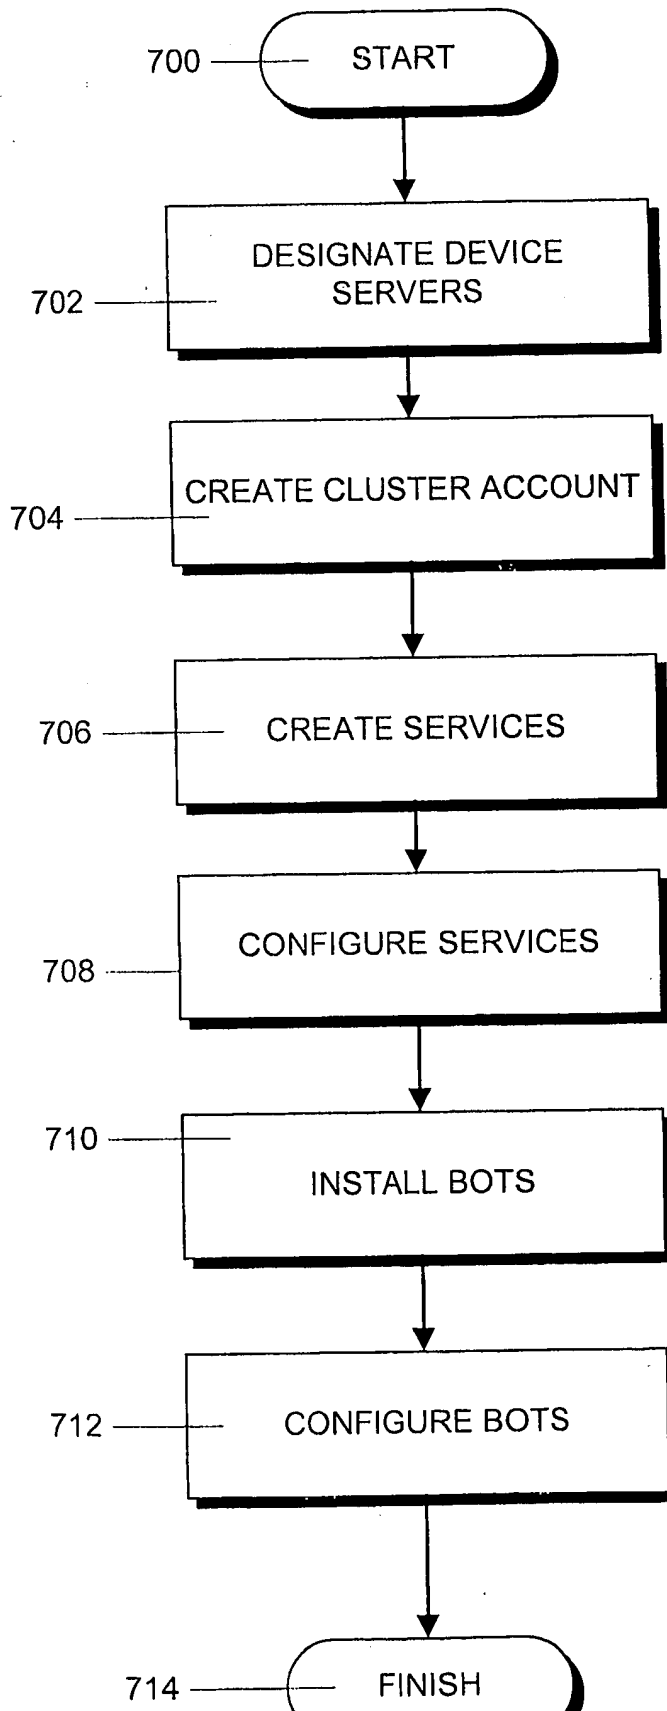 700
START
DESIGNATE DEVICE
SERVERS
702
CREATE CLUSTER ACCOUNT
704
706
CREATE SERVICES
CONFIGURE SERVICES
708
710
INSTALL BOTS
712
CONFIGURE BOTS
714
FINISH